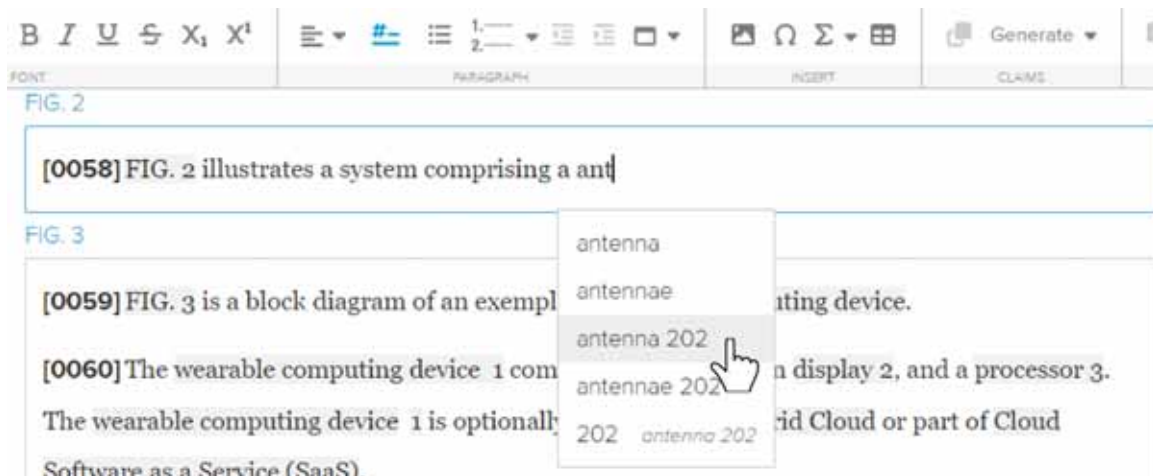 B I U S X₁ X¹ #= 1. 2. Ω Σ Generate
FONT PARAGRAPH INSERT CLAIMS
FIG. 2
[0058] FIG. 2 illustrates a system comprising a ant
antenna
antennae
antenna 202
antennae 202
202 antenna 202
FIG. 3
[0059] FIG. 3 is a block diagram of an exempl uting device.
[0060] The wearable computing device 1 com n display 2, and a processor 3.
The wearable computing device 1 is optionally rid Cloud or part of Cloud
Software as a Service (SaaS).